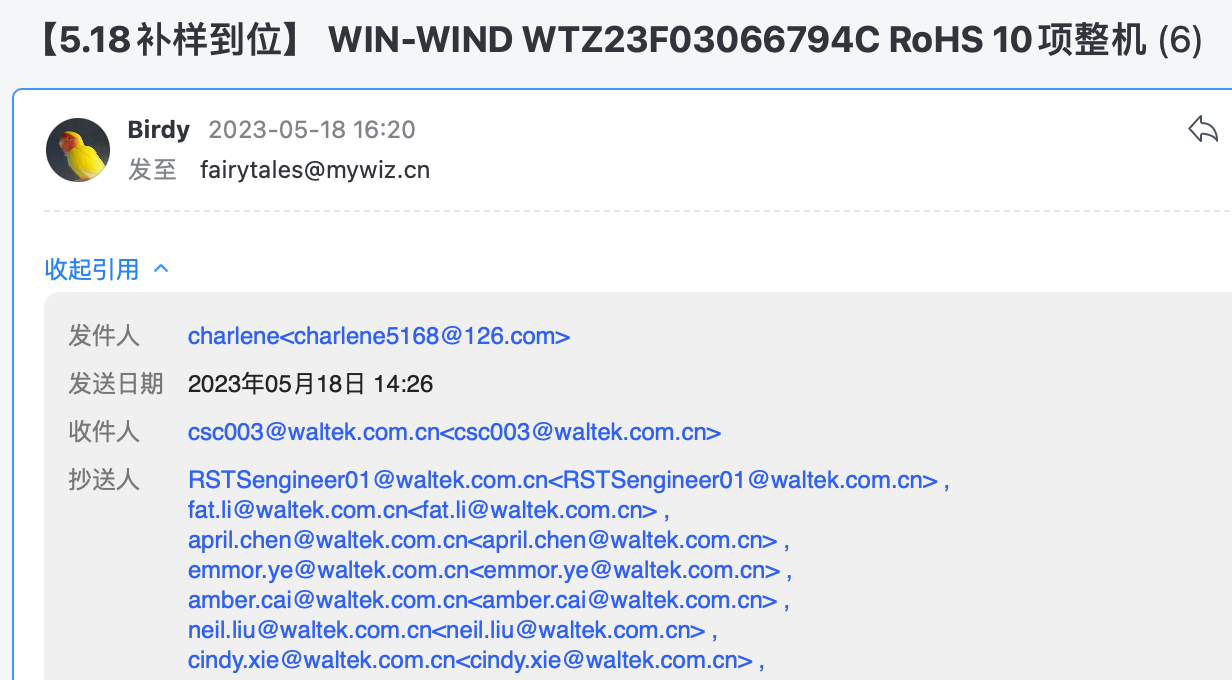 【5.18补样到位】 WIN-WIND WTZ23F03066794C RoHS 10项整机 (6)
Birdy 2023-05-18 16:20
发至 fairytales@mywiz.cn
收起引用
发件人 charlene<charlene5168@126.com>
发送日期 2023年05月18日 14:26
收件人 csc003@waltek.com.cn<csc003@waltek.com.cn>
抄送人 RSTSengineer01@waltek.com.cn<RSTSengineer01@waltek.com.cn> ,
fat.li@waltek.com.cn<fat.li@waltek.com.cn> ,
april.chen@waltek.com.cn<april.chen@waltek.com.cn> ,
emmor.ye@waltek.com.cn<emmor.ye@waltek.com.cn> ,
amber.cai@waltek.com.cn<amber.cai@waltek.com.cn> ,
neil.liu@waltek.com.cn<neil.liu@waltek.com.cn> ,
cindy.xie@waltek.com.cn<cindy.xie@waltek.com.cn> ,